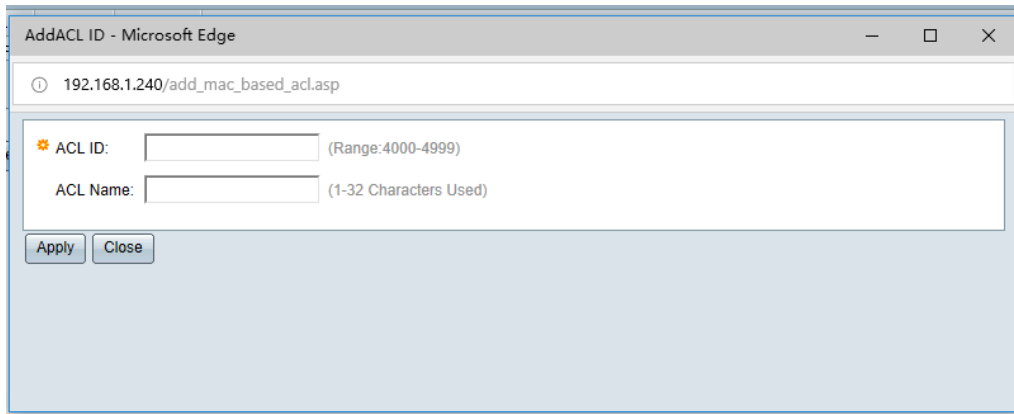 AddACL ID - Microsoft Edge
192.168.1.240/add_mac_based_acl.asp
ACL ID: (Range:4000-4999)
ACL Name: (1-32 Characters Used)
Apply Close